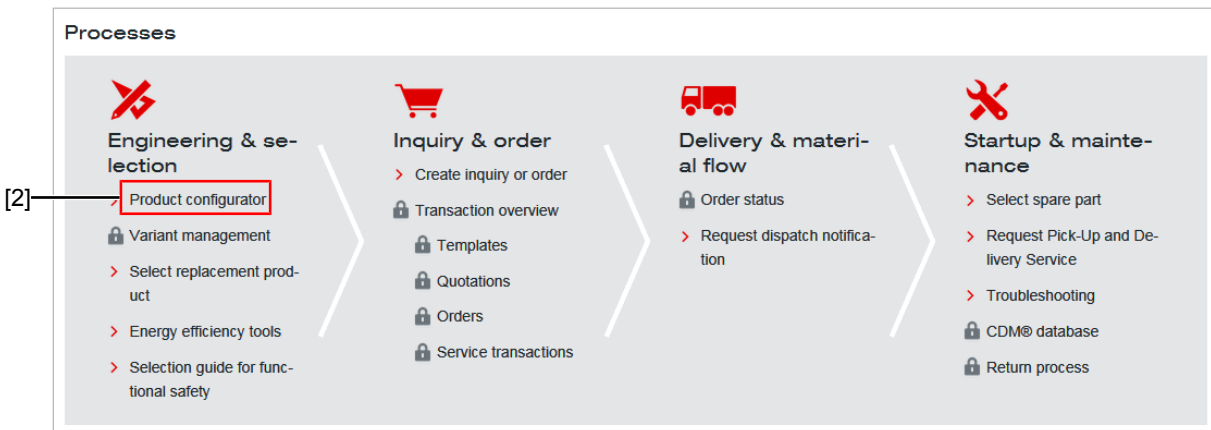 Processes
Engineering & se-
lection
[2]
Product configurator
Variant management
Select replacement prod-
uct
Energy efficiency tools
Selection guide for func-
tional safety
Inquiry & order
Create inquiry or order
Transaction overview
Templates
Quotations
Orders
Service transactions
Delivery & materi-
al flow
Order status
Request dispatch notifica-
tion
Startup & mainte-
nance
Select spare part
Request Pick-Up and De-
livery Service
Troubleshooting
CDM® database
Return process